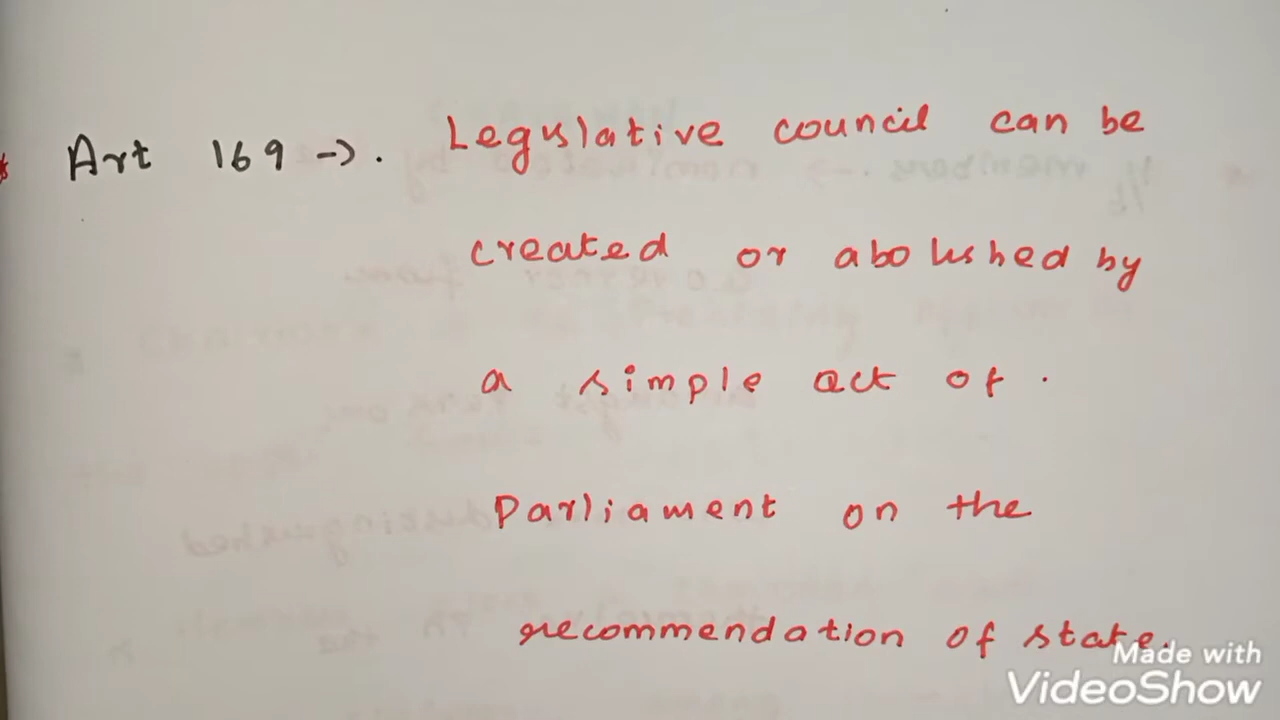 * Art 169 -> . Legislative council can be
created or abolished by
a simple act of .
Parliament on the
recommendation of state.
Made with
VideoShow